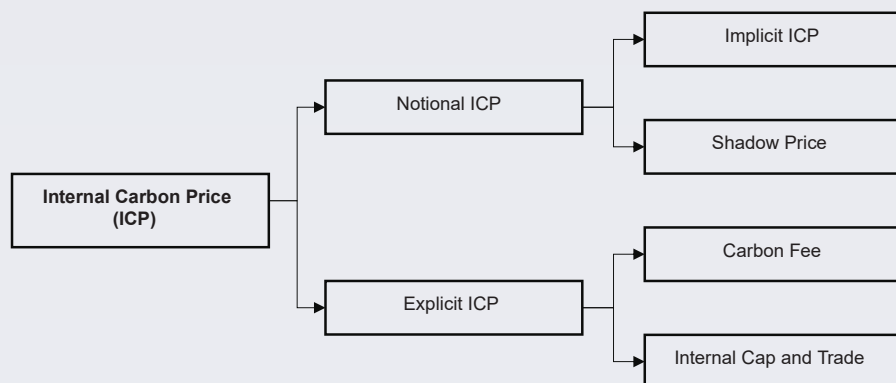 Implicit ICP
Notional ICP
Shadow Price
Internal Carbon Price
(ICP)
Carbon Fee
Explicit ICP
Internal Cap and Trade